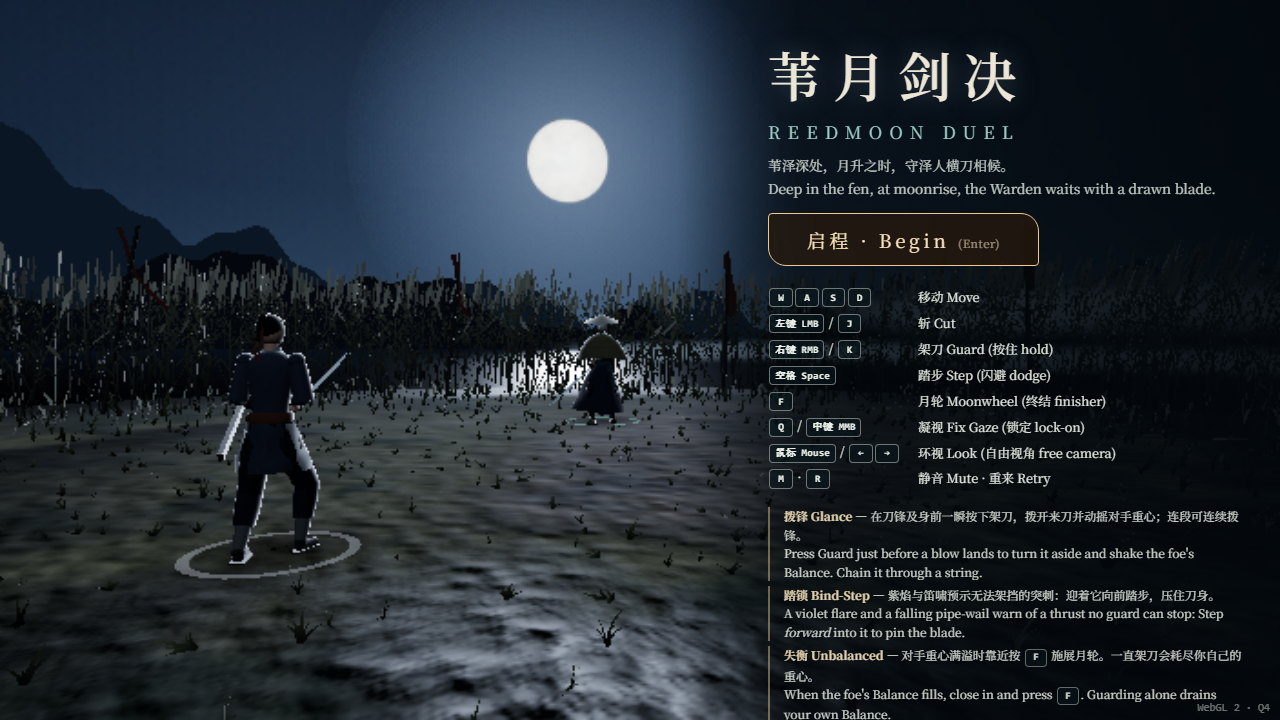 苇月剑决
REEDMOON DUEL
苇泽深处，月升之时，守泽人横刀相候。
Deep in the fen, at moonrise, the Warden waits with a drawn blade.
启程 · Begin (Enter)
W A S D 移动 Move
左键 LMB / J 斩 Cut
右键 RMB / K 架刀 Guard (按住 hold)
空格 Space 踏步 Step (闪避 dodge)
F 月轮 Moonwheel (终结 finisher)
Q / 中键 MMB 凝视 Fix Gaze (锁定 lock-on)
鼠标 Mouse / ← → 环视 Look (自由视角 free camera)
M · R 静音 Mute · 重来 Retry
拨锋 Glance — 在刀锋及身前一瞬按下架刀，拨开来刀并动摇对手重心；连段可连续拨
锋。
Press Guard just before a blow lands to turn it aside and shake the foe's
Balance. Chain it through a string.
踏锁 Bind-Step — 紫焰与笛啸预示无法架挡的突刺：迎着它向前踏步，压住刀身。
A violet flare and a falling pipe-wail warn of a thrust no guard can stop: Step
forward into it to pin the blade.
失衡 Unbalanced — 对手重心满溢时靠近按 F 施展月轮。一直架刀会耗尽你自己的
重心。
When the foe's Balance fills, close in and press F. Guarding alone drains
your own Balance.
WebGL 2 · Q4